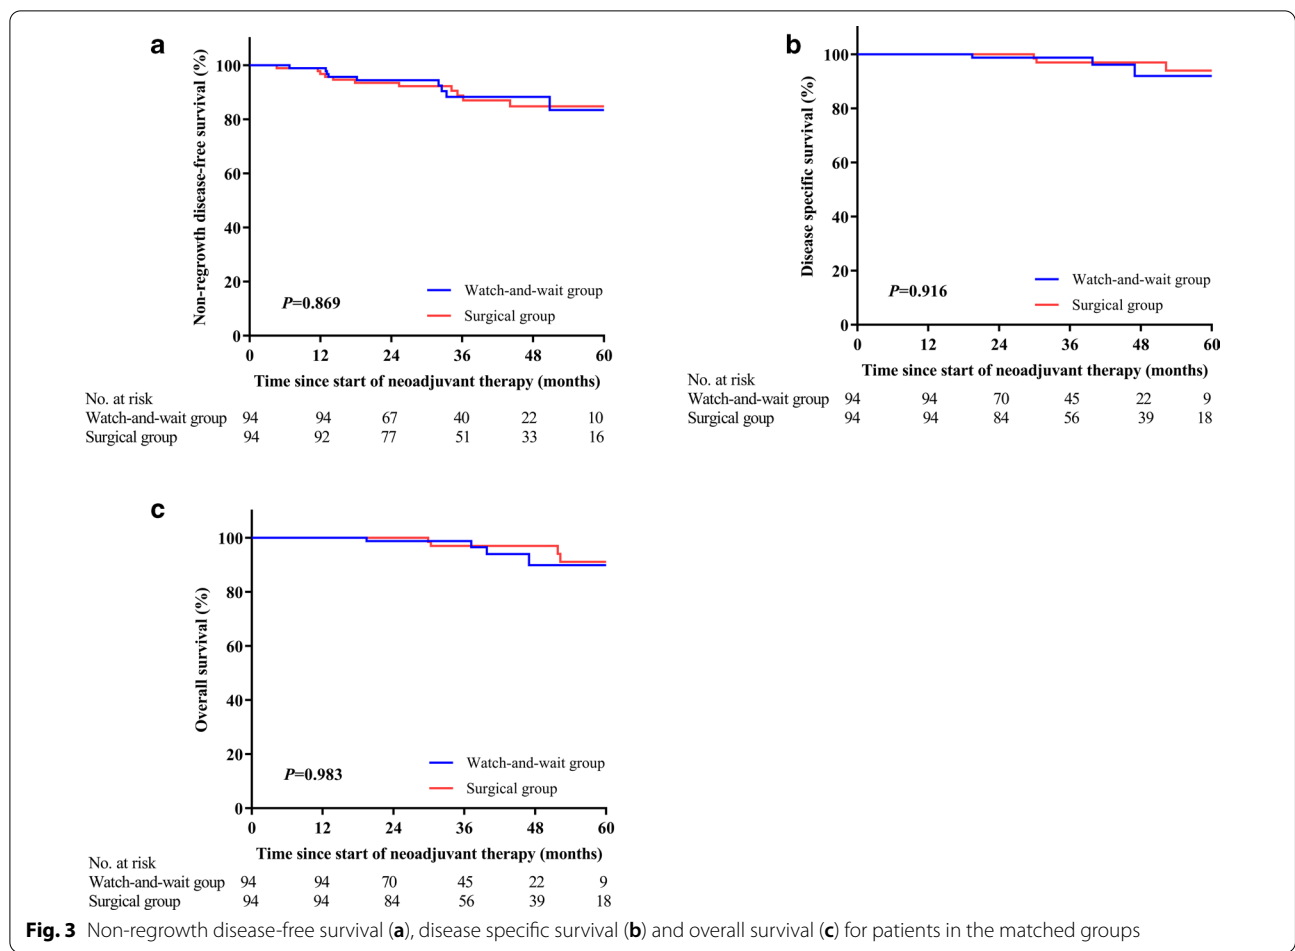 a
Non-regrowth disease-free survival (%)
100
80
60
40
20
0
P=0.869
Watch-and-wait group
Surgical group
0 12 24 36 48 60
Time since start of neoadjuvant therapy (months)
No. at risk
Watch-and-wait group 94 94 67 40 22 10
Surgical group 94 92 77 51 33 16
b
Disease specific survival (%)
100
80
60
40
20
0
P=0.916
Watch-and-wait group
Surgical group
0 12 24 36 48 60
Time since start of neoadjuvant therapy (months)
No. at risk
Watch-and-wait group 94 94 70 45 22 9
Surgical goup 94 94 84 56 39 18
c
Overall survival (%)
100
80
60
40
20
0
P=0.983
Watch-and-wait group
Surgical group
0 12 24 36 48 60
Time since start of neoadjuvant therapy (months)
No. at risk
Watch-and-wait goup 94 94 70 45 22 9
Surgical group 94 94 84 56 39 18
Fig. 3 Non-regrowth disease-free survival (a), disease specific survival (b) and overall survival (c) for patients in the matched groups